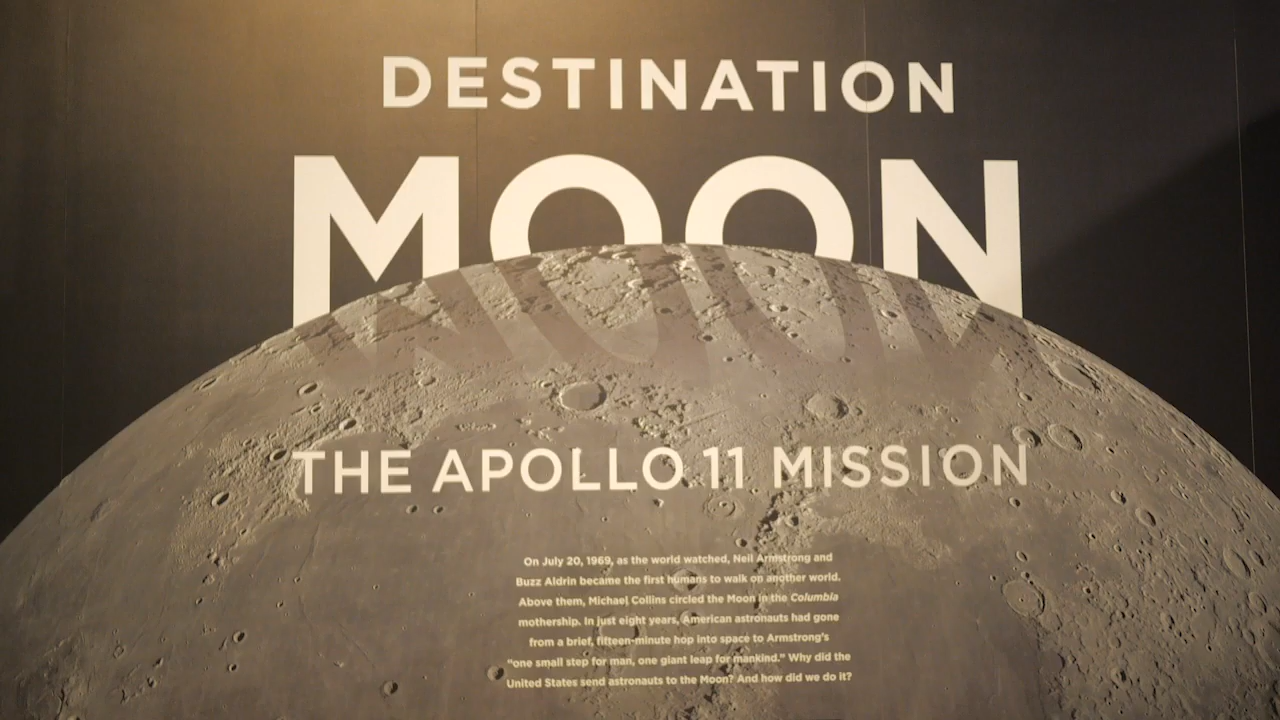 DESTINATION
MOON
THE APOLLO 11 MISSION
On July 20, 1969, as the world watched, Neil Armstrong and
Buzz Aldrin became the first humans to walk on another world.
Above them, Michael Collins circled the Moon in the Columbia
mothership. In just eight years, American astronauts had gone
from a brief, fifteen-minute hop into space to Armstrong’s
“one small step for man, one giant leap for mankind.” Why did the
United States send astronauts to the Moon? And how did we do it?